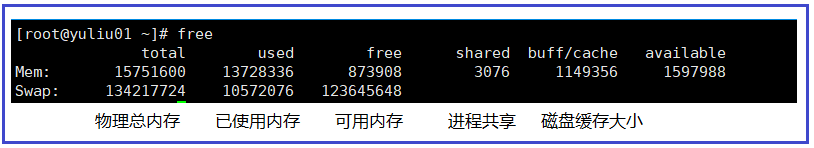 [root@yuliu01 ~]# free
total used free shared buff/cache available
Mem: 15751600 13728336 873908 3076 1149356 1597988
Swap: 134217724 10572076 123645648
物理总内存 已使用内存 可用内存 进程共享 磁盘缓存大小